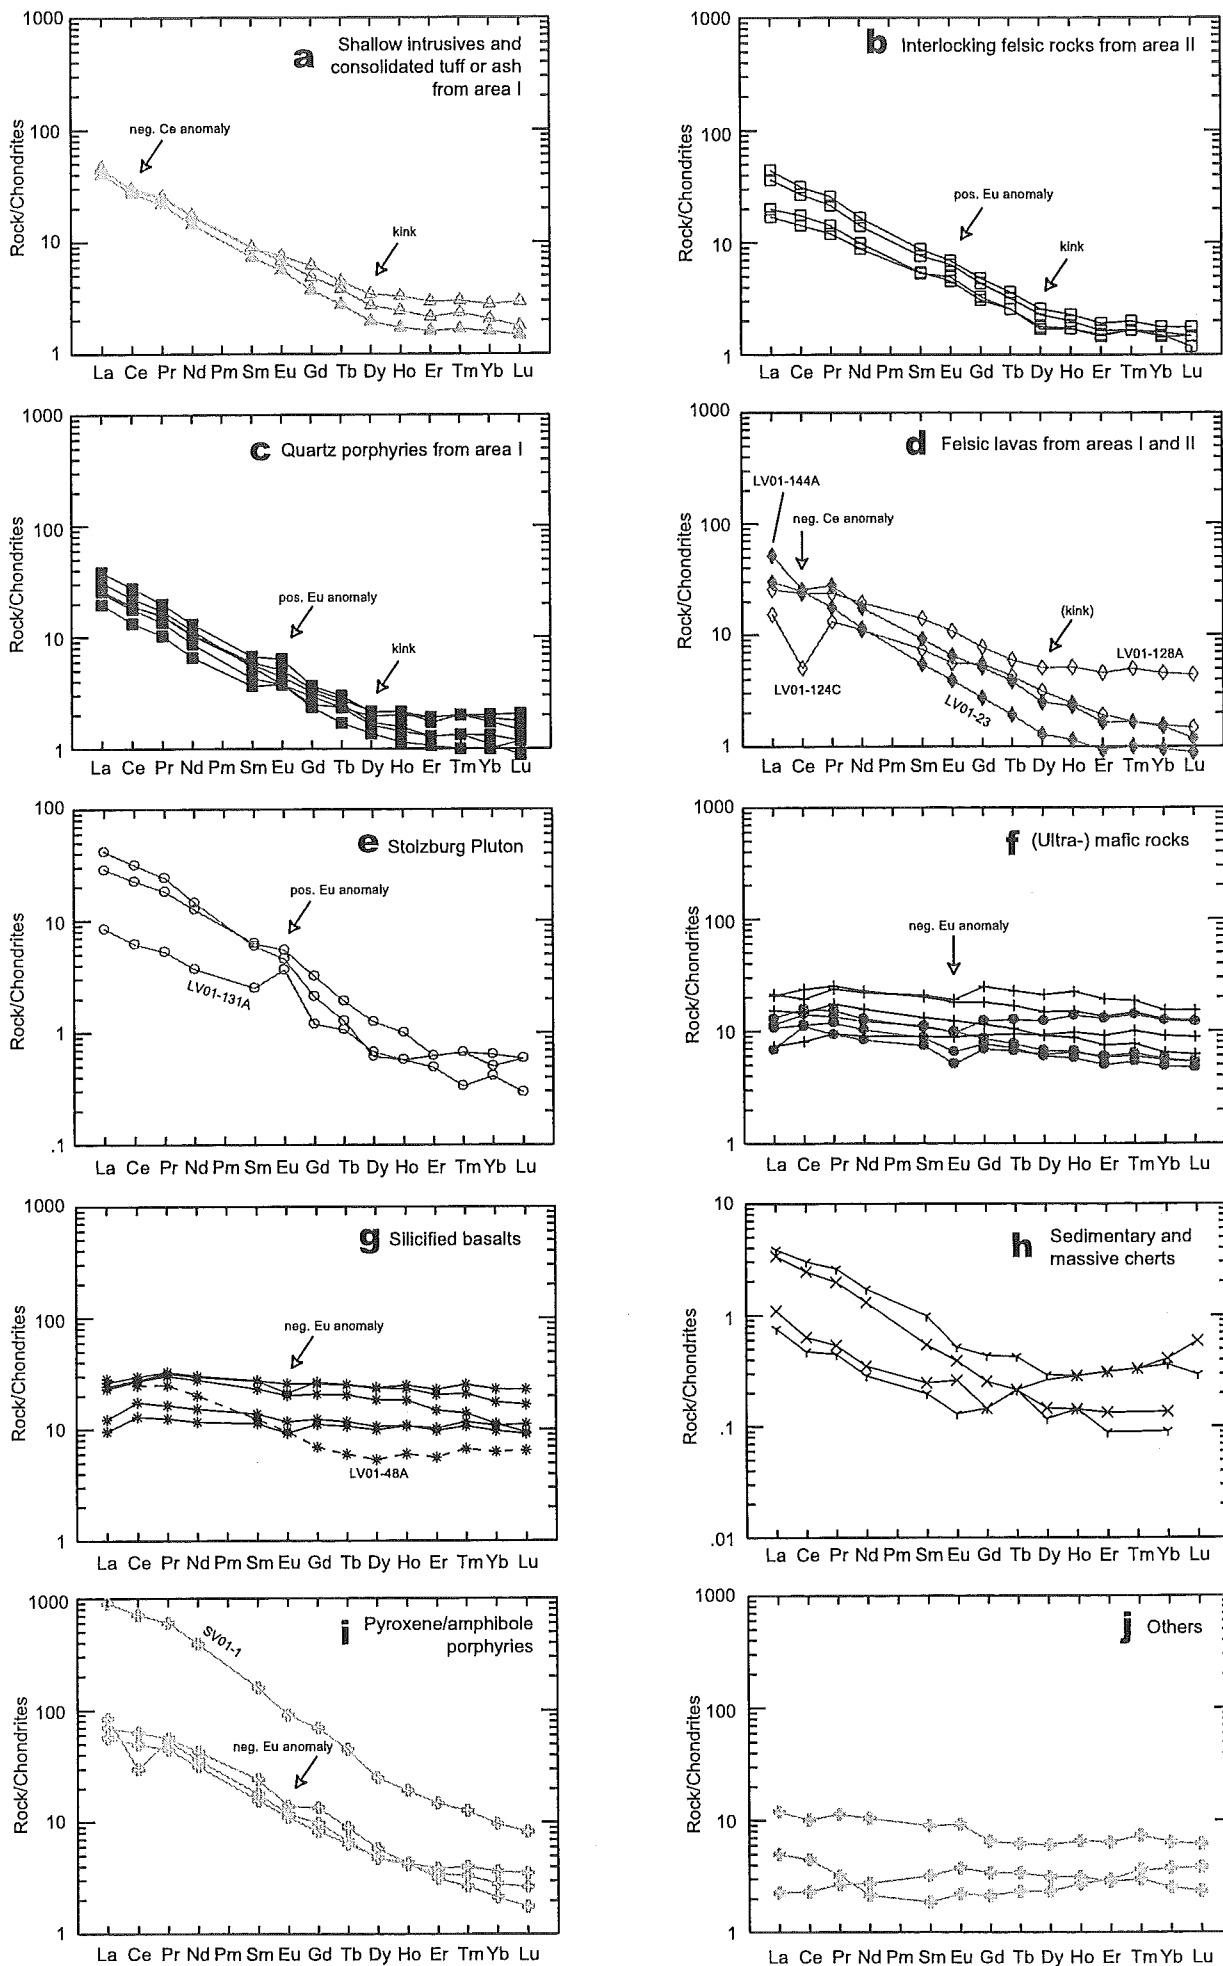 a Shallow intrusives and
consolidated tuff or ash
from area I
Rock/Chondrites
1000
100
10
1
neg. Ce anomaly
kink
La Ce Pr Nd Pm Sm Eu Gd Tb Dy Ho Er Tm Yb Lu
b Interlocking felsic rocks from area II
Rock/Chondrites
1000
100
10
1
pos. Eu anomaly
kink
La Ce Pr Nd Pm Sm Eu Gd Tb Dy Ho Er Tm Yb Lu
c Quartz porphyries from area I
Rock/Chondrites
1000
100
10
1
pos. Eu anomaly
kink
La Ce Pr Nd Pm Sm Eu Gd Tb Dy Ho Er Tm Yb Lu
d Felsic lavas from areas I and II
Rock/Chondrites
1000
100
10
1
LV01-144A
neg. Ce anomaly
(kink)
LV01-128A
LV01-124C
LV01-23
La Ce Pr Nd Pm Sm Eu Gd Tb Dy Ho Er Tm Yb Lu
e Stolzburg Pluton
Rock/Chondrites
100
10
1
.1
pos. Eu anomaly
LV01-131A
La Ce Pr Nd Pm Sm Eu Gd Tb Dy Ho Er Tm Yb Lu
f (Ultra-) mafic rocks
Rock/Chondrites
1000
100
10
1
neg. Eu anomaly
La Ce Pr Nd Pm Sm Eu Gd Tb Dy Ho Er Tm Yb Lu
g Silicified basalts
Rock/Chondrites
1000
100
10
1
neg. Eu anomaly
LV01-48A
La Ce Pr Nd Pm Sm Eu Gd Tb Dy Ho Er Tm Yb Lu
h Sedimentary and
massive cherts
Rock/Chondrites
10
1
.1
.01
La Ce Pr Nd Pm Sm Eu Gd Tb Dy Ho Er Tm Yb Lu
i Pyroxene/amphibole
porphyries
Rock/Chondrites
1000
100
10
1
SV01-1
neg. Eu anomaly
La Ce Pr Nd Pm Sm Eu Gd Tb Dy Ho Er Tm Yb Lu
j Others
Rock/Chondrites
1000
100
10
1
La Ce Pr Nd Pm Sm Eu Gd Tb Dy Ho Er Tm Yb Lu